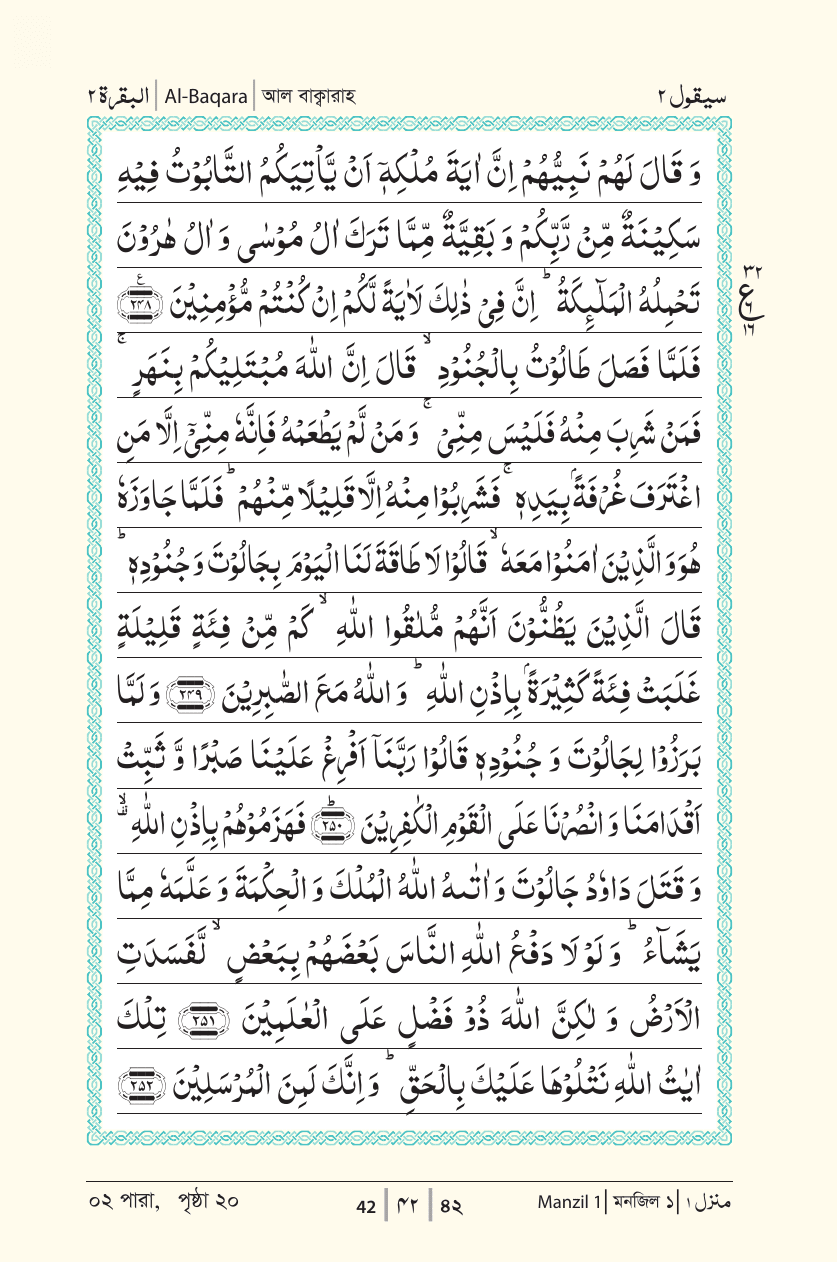 البقرة ٢ | Al-Baqara | আল বাক্বারাহ سيقول ٢
وَ قَالَ لَهُمْ نَبِيُّهُمْ اِنَّ اٰيَةَ مُلْكِهٖۤ اَنْ يَّاْتِيَكُمُ التَّابُوْتُ فِيْهِ
سَكِيْنَةٌ مِّنْ رَّبِّكُمْ وَ بَقِيَّةٌ مِّمَّا تَرَكَ اٰلُ مُوْسٰى وَ اٰلُ هٰرُوْنَ
تَحْمِلُهُ الْمَلٰٓئِكَةُ ؕ اِنَّ فِیْ ذٰلِكَ لَاٰيَةً لَّكُمْ اِنْ كُنْتُمْ مُّؤْمِنِيْنَ ﴿۲۴۸﴾ ع
٣٢
ع
٦
١٦
فَلَمَّا فَصَلَ طَالُوْتُ بِالْجُنُوْدِ ۙ قَالَ اِنَّ اللّٰهَ مُبْتَلِيْكُمْ بِنَهَرٍ ۚ
فَمَنْ شَرِبَ مِنْهُ فَلَيْسَ مِنِّیْ ۚ وَ مَنْ لَّمْ يَطْعَمْهُ فَاِنَّهٗ مِنِّیْۤ اِلَّا مَنِ
اغْتَرَفَ غُرْفَةًۢ بِيَدِهٖ ۚ فَشَرِبُوْا مِنْهُ اِلَّا قَلِيْلًا مِّنْهُمْ ؕ فَلَمَّا جَاوَزَهٗ
هُوَ وَ الَّذِيْنَ اٰمَنُوْا مَعَهٗ ۙ قَالُوْا لَا طَاقَةَ لَنَا الْيَوْمَ بِجَالُوْتَ وَ جُنُوْدِهٖ ؕ
قَالَ الَّذِيْنَ يَظُنُّوْنَ اَنَّهُمْ مُّلٰقُوا اللّٰهِ ۙ كَمْ مِّنْ فِئَةٍ قَلِيْلَةٍ
غَلَبَتْ فِئَةً كَثِيْرَةًۢ بِاِذْنِ اللّٰهِ ؕ وَ اللّٰهُ مَعَ الصّٰبِرِيْنَ ﴿۲۴۹﴾ وَ لَمَّا
بَرَزُوْا لِجَالُوْتَ وَ جُنُوْدِهٖ قَالُوْا رَبَّنَاۤ اَفْرِغْ عَلَيْنَا صَبْرًا وَّ ثَبِّتْ
اَقْدَامَنَا وَ انْصُرْنَا عَلَى الْقَوْمِ الْكٰفِرِيْنَ ﴿۲۵۰﴾ؕ فَهَزَمُوْهُمْ بِاِذْنِ اللّٰهِ ۙ۫
وَ قَتَلَ دَاوٗدُ جَالُوْتَ وَ اٰتٰىهُ اللّٰهُ الْمُلْكَ وَ الْحِكْمَةَ وَ عَلَّمَهٗ مِمَّا
يَشَآءُ ؕ وَ لَوْ لَا دَفْعُ اللّٰهِ النَّاسَ بَعْضَهُمْ بِبَعْضٍ ۙ لَّفَسَدَتِ
الْاَرْضُ وَ لٰكِنَّ اللّٰهَ ذُوْ فَضْلٍ عَلَى الْعٰلَمِيْنَ ﴿۲۵۱﴾ تِلْكَ
اٰيٰتُ اللّٰهِ نَتْلُوْهَا عَلَيْكَ بِالْحَقِّ ؕ وَ اِنَّكَ لَمِنَ الْمُرْسَلِيْنَ ﴿۲۵۲﴾
০২ পারা, পৃষ্ঠা ২০ 42 | ۴۲ | ৪২ Manzil 1 | মনজিল ১ | منزل ١